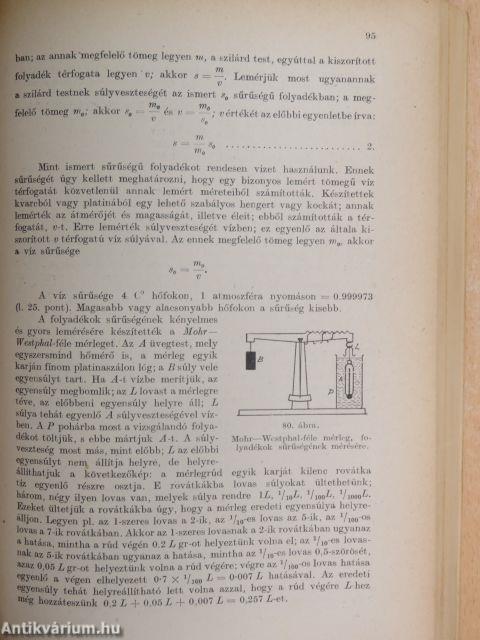 95
ban; az annak megfelelő tömeg legyen m, a szilárd test, egyúttal a kiszorított
folyadék térfogata legyen v; akkor s = m/v. Lemérjük most ugyanannak
a szilárd testnek súlyveszteségét az ismert s₀ sűrűségű folyadékban; a meg-
felelő tömeg m₀; akkor s₀ = m₀/v és v = m₀/s₀; v értékét az előbbi egyenletbe írva:
s = m/m₀ s₀ ........................ 2.
Mint ismert sűrűségű folyadékot rendesen vizet használunk. Ennek
sűrűségét úgy kellett meghatározni, hogy egy bizonyos lemért tömegű víz
térfogatát közvetlenül annak lemért méreteiből számították. Készítettek
kvarcból vagy platinából egy lehető szabályos hengert vagy kockát; annak
lemérték az átmérőjét és magasságát, illetve éleit; ebből számították a tér-
fogatát, v-t. Erre lemérték súlyveszteségét vízben; ez egyenlő az általa ki-
szorított v térfogatú víz súlyával. Az ennek megfelelő tömeg legyen m₀, akkor
a víz sűrűsége
s₀ = m₀/v.
A víz sűrűsége 4 C° hőfokon, 1 atmoszféra nyomáson = 0.999973
(l. 25. pont). Magasabb vagy alacsonyabb hőfokon a sűrűség kisebb.
A folyadékok sűrűségének kényelmes
és gyors lemérésére készítették a Mohr—
Westphal-féle mérleget. Az A üvegtest, mely
egyszersmind hőmérő is, a mérleg egyik
karján finom platinaszálon lóg; a B súly vele
egyensúlyt tart. Ha A-t vízbe merítjük, az
egyensúly megbomlik; az L lovast a mérlegre
téve, az előbbeni egyensúly helyre áll; L
súlya tehát egyenlő A súlyveszteségével víz-
ben. A P pohárba most a vizsgálandó folya-
dékot töltjük, s ebbe mártjuk A-t. A súly-
veszteség most más, mint előbb; L az előbbi
egyensúlyt nem állítja helyre, de helyre-
állíthatjuk a következőkép: a mérlegrúd egyik karját kilenc rovátka
tíz egyenlő részre osztja. E rovátkákba lovas súlyokat ültethetünk;
három, négy ilyen lovas van, melyek súlya rendre 1L, 1/10L, 1/100L, 1/1000L.
Ezeket ültetjük a rovátkákba úgy, hogy a mérleg eredeti egyensúlya helyre-
álljon. Legyen pl. az 1-szeres lovas a 2-ik, az 1/10-es lovas az 5-ik, az 1/100-os
lovas a 7-ik rovátkában. Akkor az 1-szeres lovasnak a 2-ik rovátkában ugyanaz
a hatása, mintha a rúd végén 0.2 L gr-ot helyeztünk volna el; az 1/10-es lovas-
nak az 5-ik rovátkában ugyanaz a hatása, mintha az 1/10-es lovas 0,5-szörösét,
azaz 0,05 L gr-ot helyeztünk volna a rúd végére; végre az 1/100-os lovas hatása
egyenlő a végen elhelyezett 0·7 × 1/100 L = 0·007 L hatásával. Az eredeti
egyensúly tehát helyreállítható lett volna azzal, hogy a rúd végére L-hez
még hozzáteszünk 0,2 L + 0,05 L + 0,007 L = 0,257 L-et.
B
L
A
P
80. ábra.
Mohr—Westphal-féle mérleg, fo-
lyadékok sűrűségének mérésére.
Antikvárium.hu